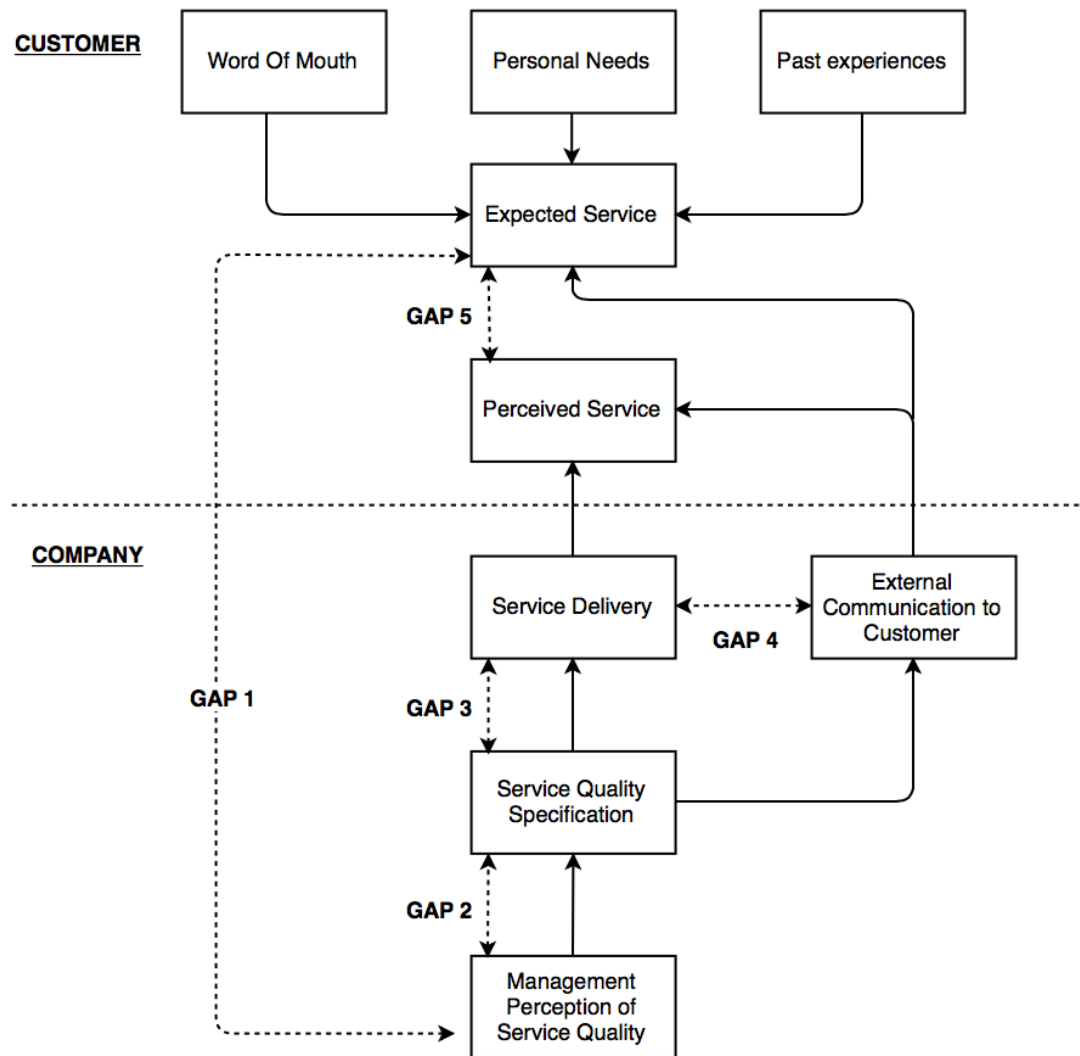 CUSTOMER
Word Of Mouth
Personal Needs
Past experiences
Expected Service
GAP 5
Perceived Service
COMPANY
Service Delivery
External
Communication to
Customer
GAP 4
GAP 1
GAP 3
Service Quality
Specification
GAP 2
Management
Perception of
Service Quality